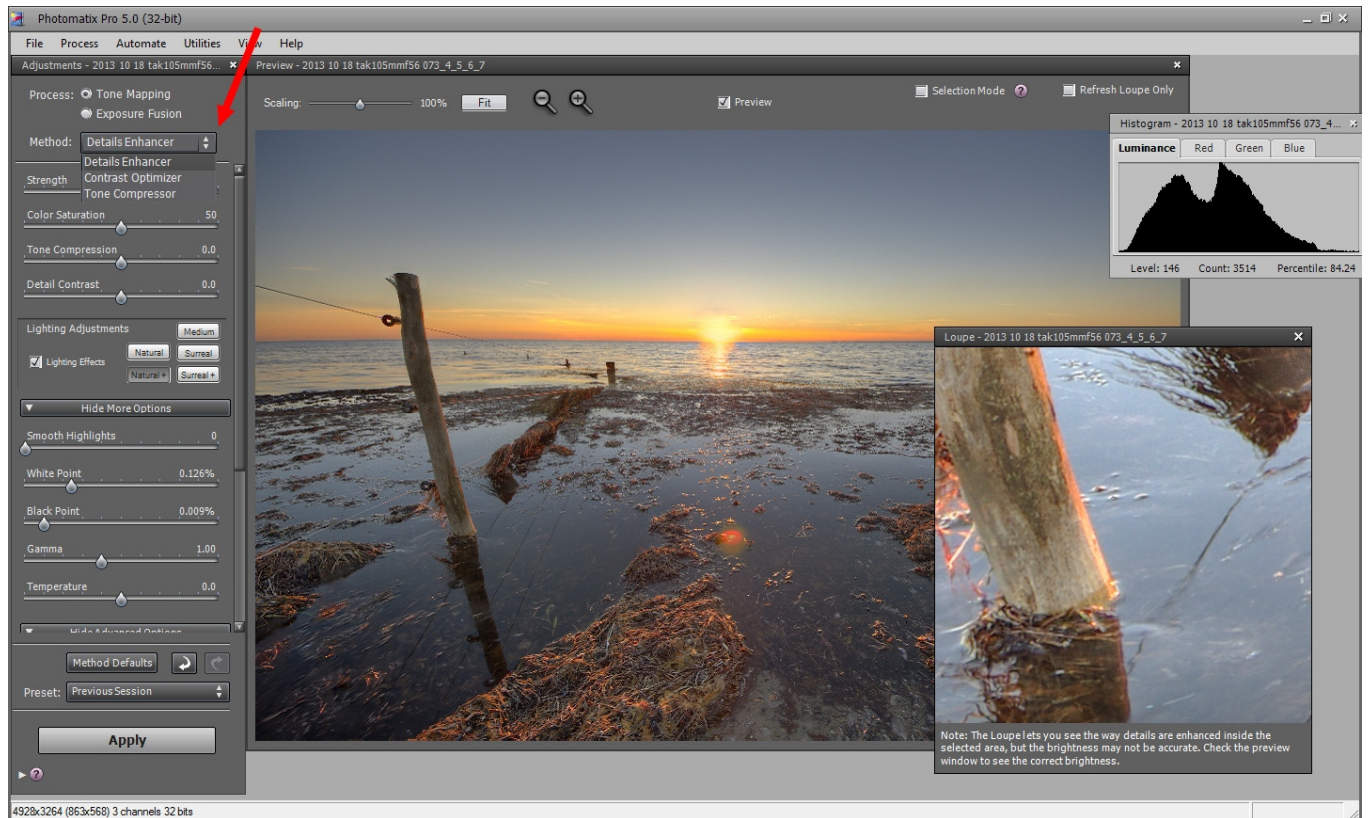 Photomatix Pro 5.0 (32-bit)
File Process Automate Utilities View Help
Adjustments - 2013 10 18 tak105mmf56...
Process: Tone Mapping
Exposure Fusion
Method: Details Enhancer
Details Enhancer
Contrast Optimizer
Tone Compressor
Strength
Color Saturation 50
Tone Compression 0.0
Detail Contrast 0.0
Lighting Adjustments
Medium
Lighting Effects
Natural Surreal
Natural + Surreal +
Hide More Options
Smooth Highlights 0
White Point 0.126%
Black Point 0.009%
Gamma 1.00
Temperature 0.0
Hide Advanced Options
Method Defaults
Preset: Previous Session
Apply
?
4928x3264 (863x568) 3 channels 32 bits
Preview - 2013 10 18 tak105mmf56 073_4_5_6_7
Scaling: 100% Fit Preview Selection Mode ? Refresh Loupe Only
Histogram - 2013 10 18 tak105mmf56 073_4...
Luminance Red Green Blue
Level: 146 Count: 3514 Percentile: 84.24
Loupe - 2013 10 18 tak105mmf56 073_4_5_6_7
Note: The Loupe lets you see the way details are enhanced inside the
selected area, but the brightness may not be accurate. Check the preview
window to see the correct brightness.